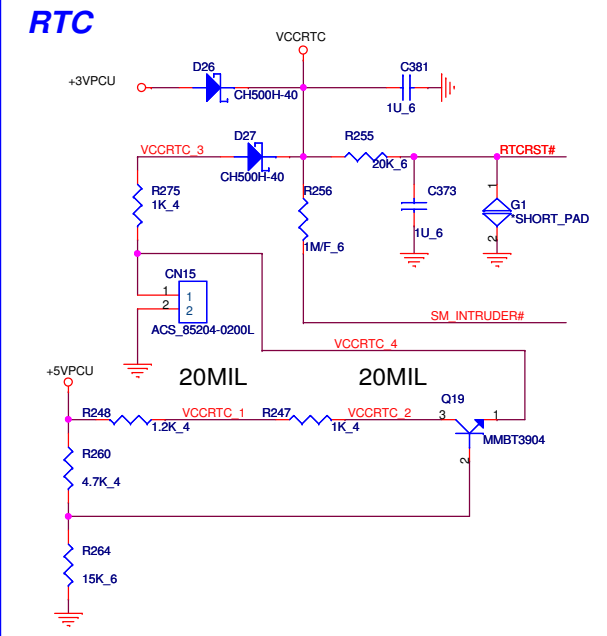 RTC
VCCRTC
+3VPCU
D26
CH500H-40
C381
1U_6
VCCRTC_3
D27
CH500H-40
R255
20K_6
RTCRST#
R275
1K_4
R256
1M/F_6
C373
1U_6
1
G1
*SHORT_PAD
2
CN15
1
1
2
2
ACS_85204-0200L
SM_INTRUDER#
VCCRTC_4
+5VPCU
20MIL
20MIL
R248
1.2K_4
VCCRTC_1
R247
1K_4
VCCRTC_2
3
Q19
1
MMBT3904
2
R260
4.7K_4
R264
15K_6